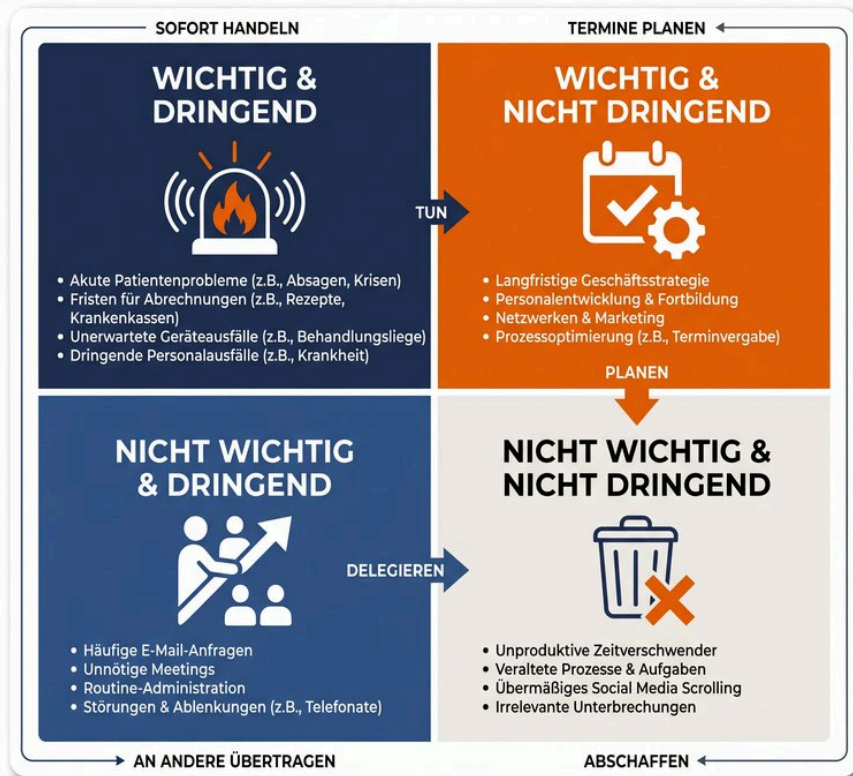 SOFORT HANDELN
TERMINE PLANEN
WICHTIG &
DRINGEND
TUN
• Akute Patientenprobleme (z.B., Absagen, Krisen)
• Fristen für Abrechnungen (z.B., Rezepte,
Krankenkassen)
• Unerwartete Geräteausfälle (z.B., Behandlungsliege)
• Dringende Personalausfälle (z.B., Krankheit)
WICHTIG &
NICHT DRINGEND
• Langfristige Geschäftsstrategie
• Personalentwicklung & Fortbildung
• Netzwerken & Marketing
• Prozessoptimierung (z.B., Terminvergabe)
PLANEN
NICHT WICHTIG
& DRINGEND
DELEGIEREN
• Häufige E-Mail-Anfragen
• Unnötige Meetings
• Routine-Administration
• Störungen & Ablenkungen (z.B., Telefonate)
NICHT WICHTIG &
NICHT DRINGEND
• Unproduktive Zeitverschwender
• Veraltete Prozesse & Aufgaben
• Übermäßiges Social Media Scrolling
• Irrelevante Unterbrechungen
AN ANDERE ÜBERTRAGEN
ABSCHAFFEN